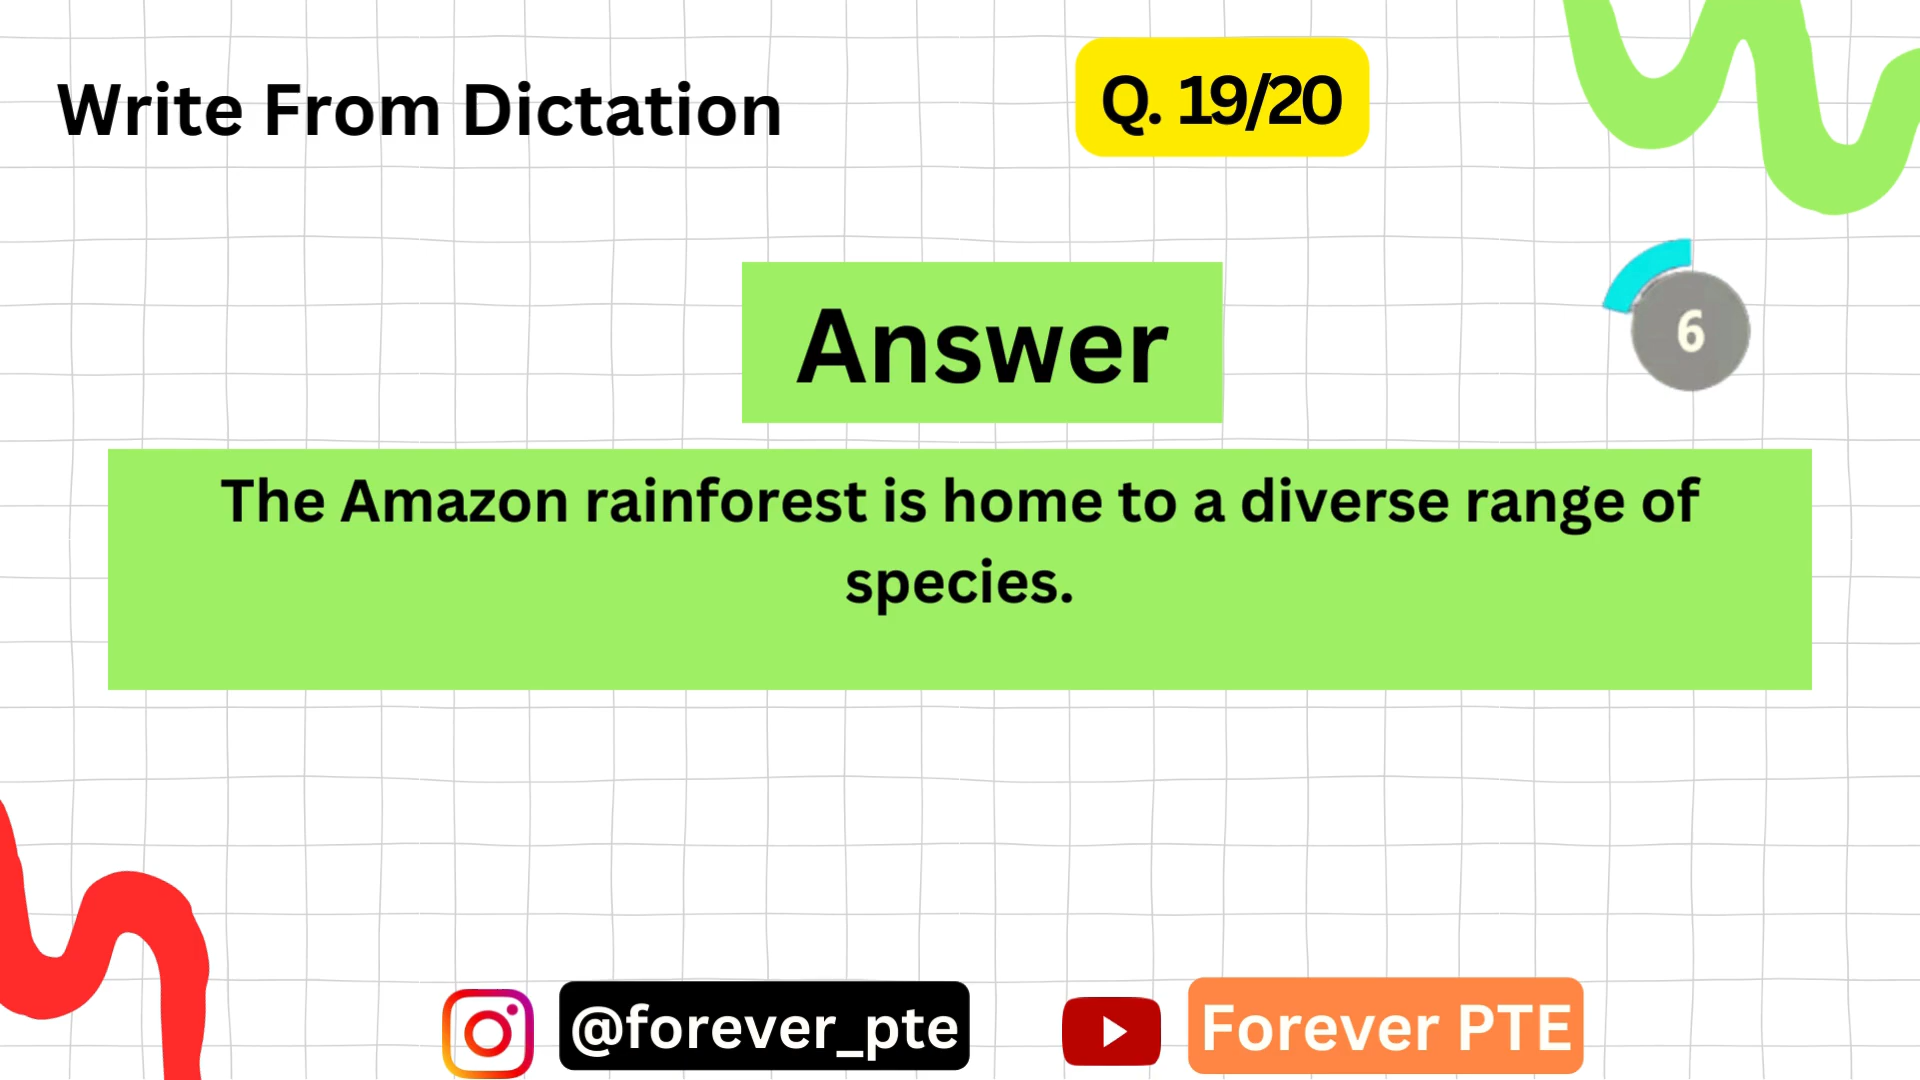 Write From Dictation
Q. 19/20
Answer
6
The Amazon rainforest is home to a diverse range of
species.
@forever_pte
Forever PTE